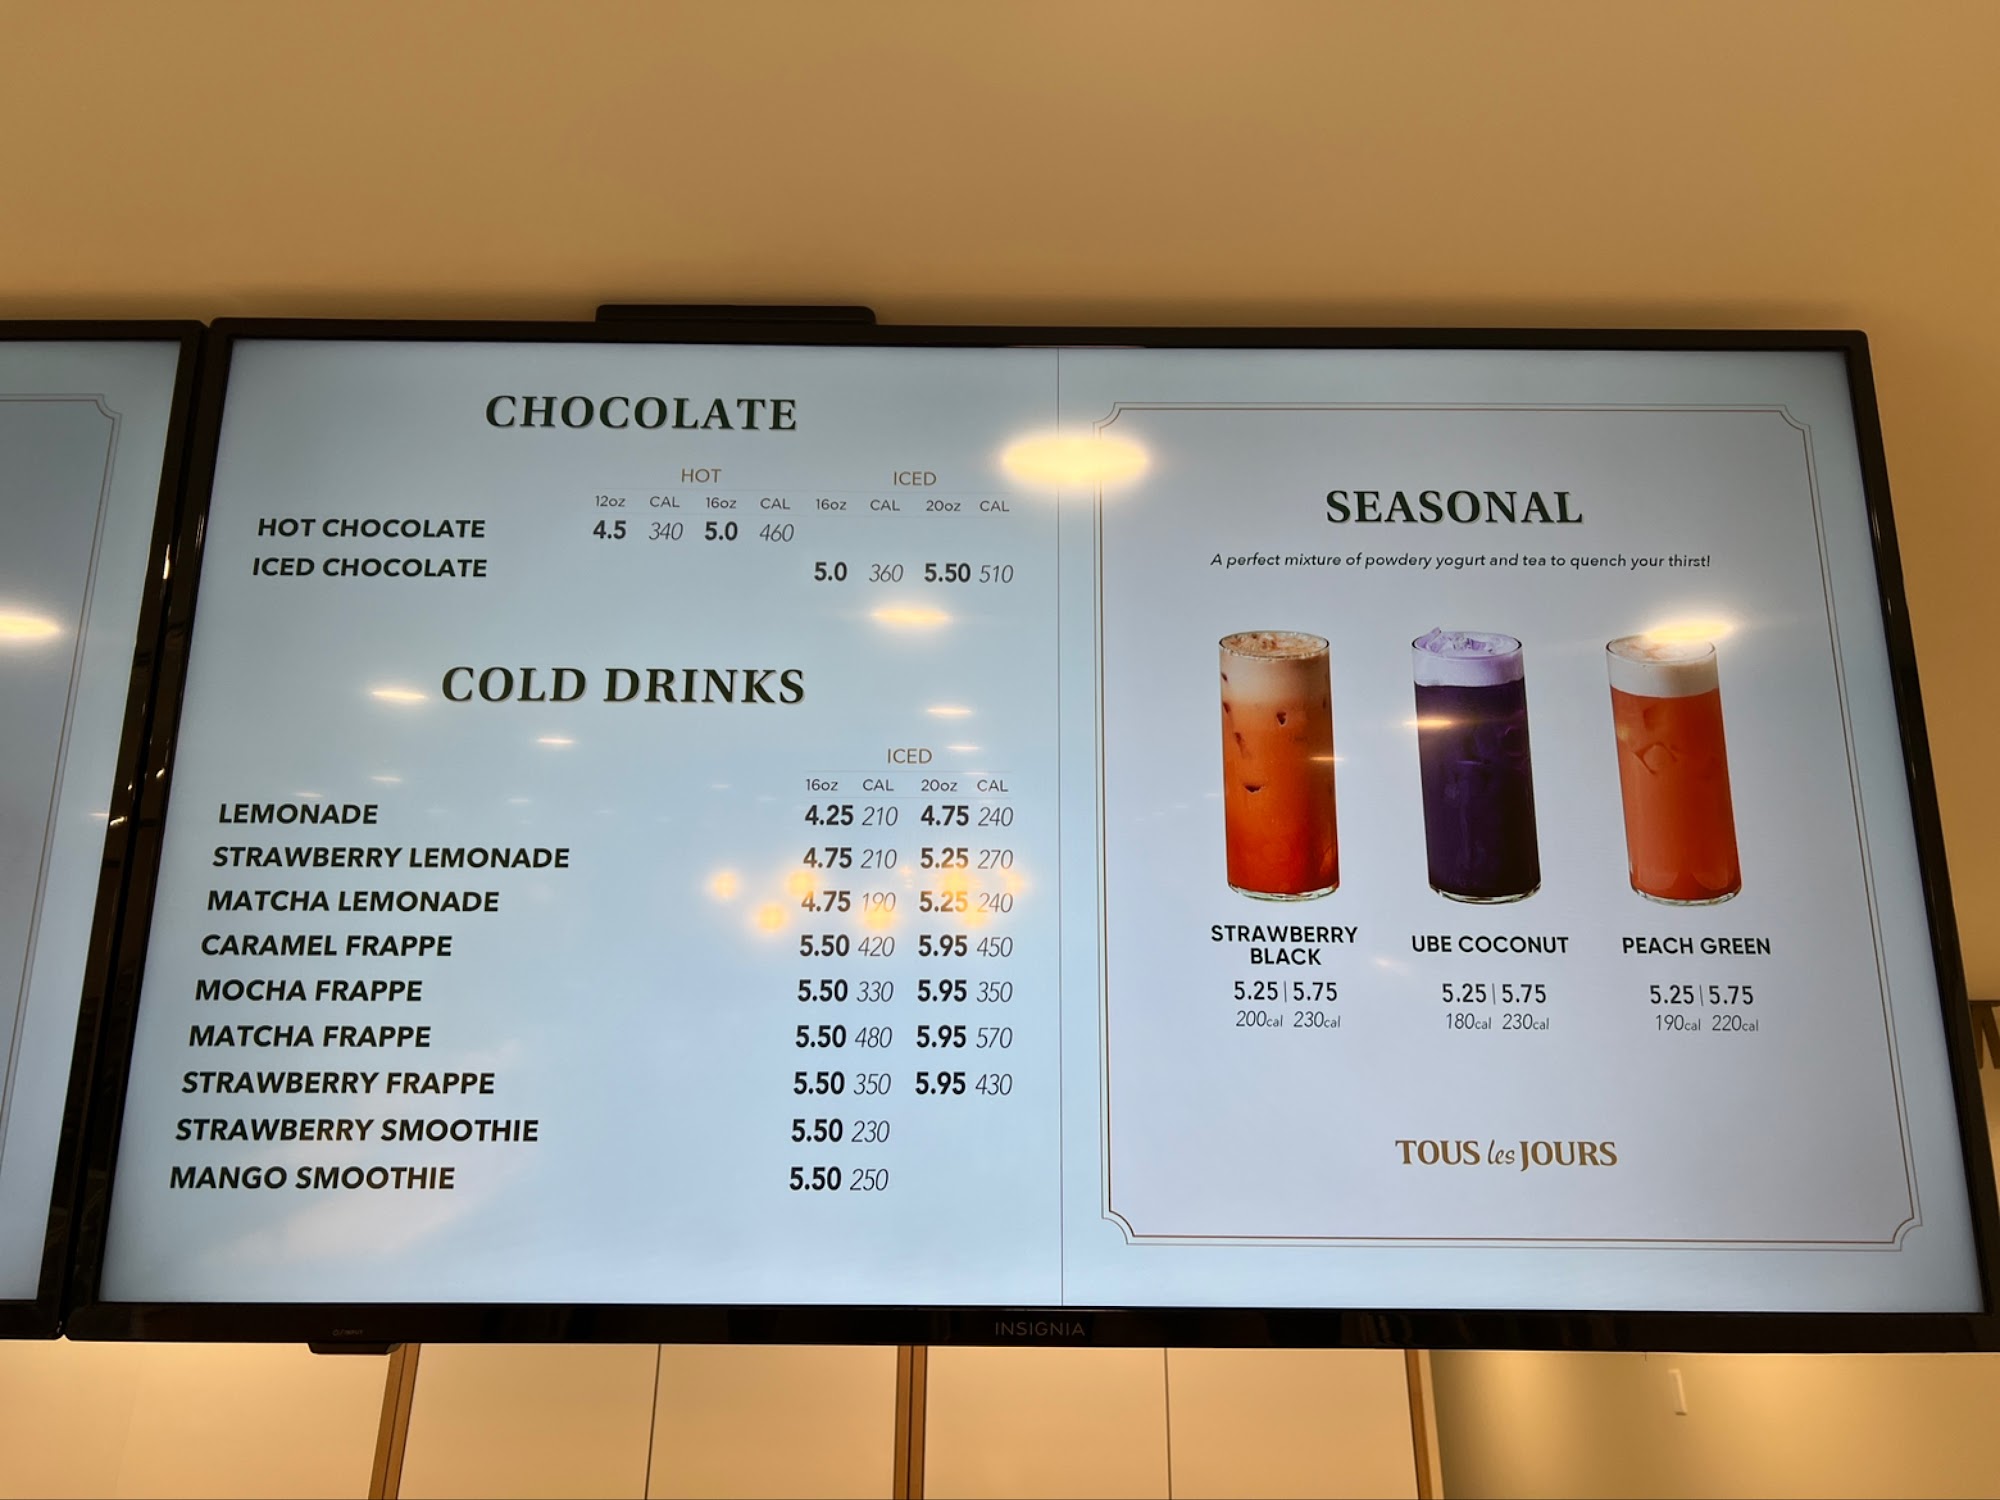 CHOCOLATE
HOT ICED
12oz CAL 16oz CAL 16oz CAL 20oz CAL
HOT CHOCOLATE 4.5 340 5.0 460
ICED CHOCOLATE 5.0 360 5.50 510
COLD DRINKS
ICED
16oz CAL 20oz CAL
LEMONADE 4.25 210 4.75 240
STRAWBERRY LEMONADE 4.75 210 5.25 270
MATCHA LEMONADE 4.75 190 5.25 240
CARAMEL FRAPPE 5.50 420 5.95 450
MOCHA FRAPPE 5.50 330 5.95 350
MATCHA FRAPPE 5.50 480 5.95 570
STRAWBERRY FRAPPE 5.50 350 5.95 430
STRAWBERRY SMOOTHIE 5.50 230
MANGO SMOOTHIE 5.50 250
SEASONAL
A perfect mixture of powdery yogurt and tea to quench your thirst!
STRAWBERRY
BLACK
5.25 | 5.75
200cal 230cal
UBE COCONUT
5.25 | 5.75
180cal 230cal
PEACH GREEN
5.25 | 5.75
190cal 220cal
TOUS les JOURS
INSIGNIA